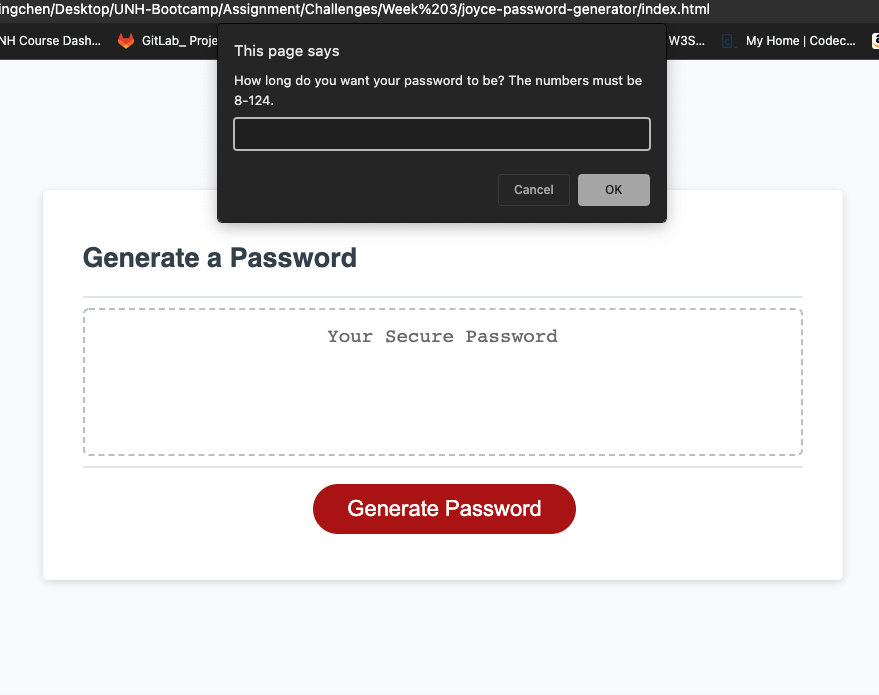 ingchen/Desktop/UNH-Bootcamp/Assignment/Challenges/Week%203/joyce-password-generator/index.html
NH Course Dash... GitLab_ Proje W3S... My Home | Codec...
This page says
How long do you want your password to be? The numbers must be
8-124.
Cancel OK
Generate a Password
Your Secure Password
Generate Password